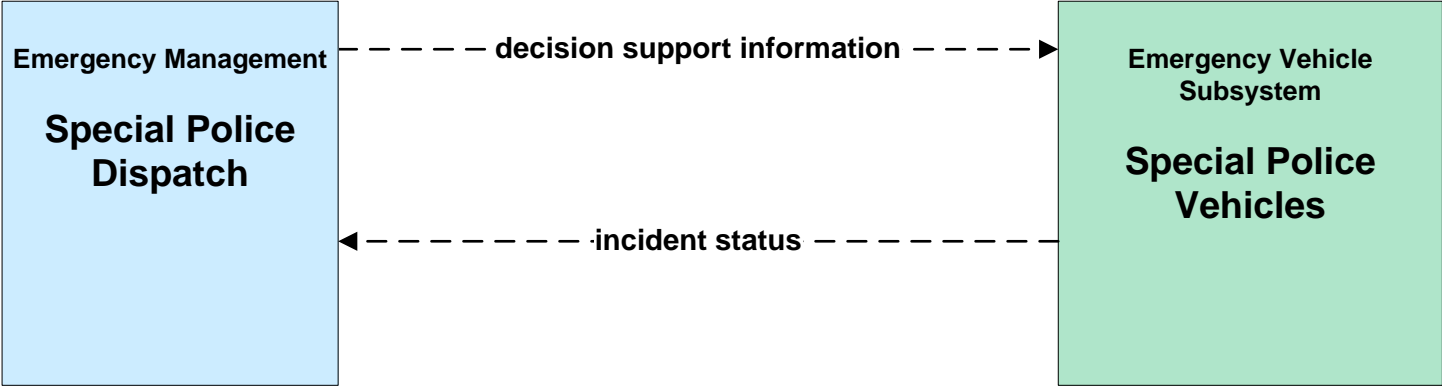 Emergency Management
Special Police
Dispatch
decision support information
incident status
Emergency Vehicle
Subsystem
Special Police
Vehicles